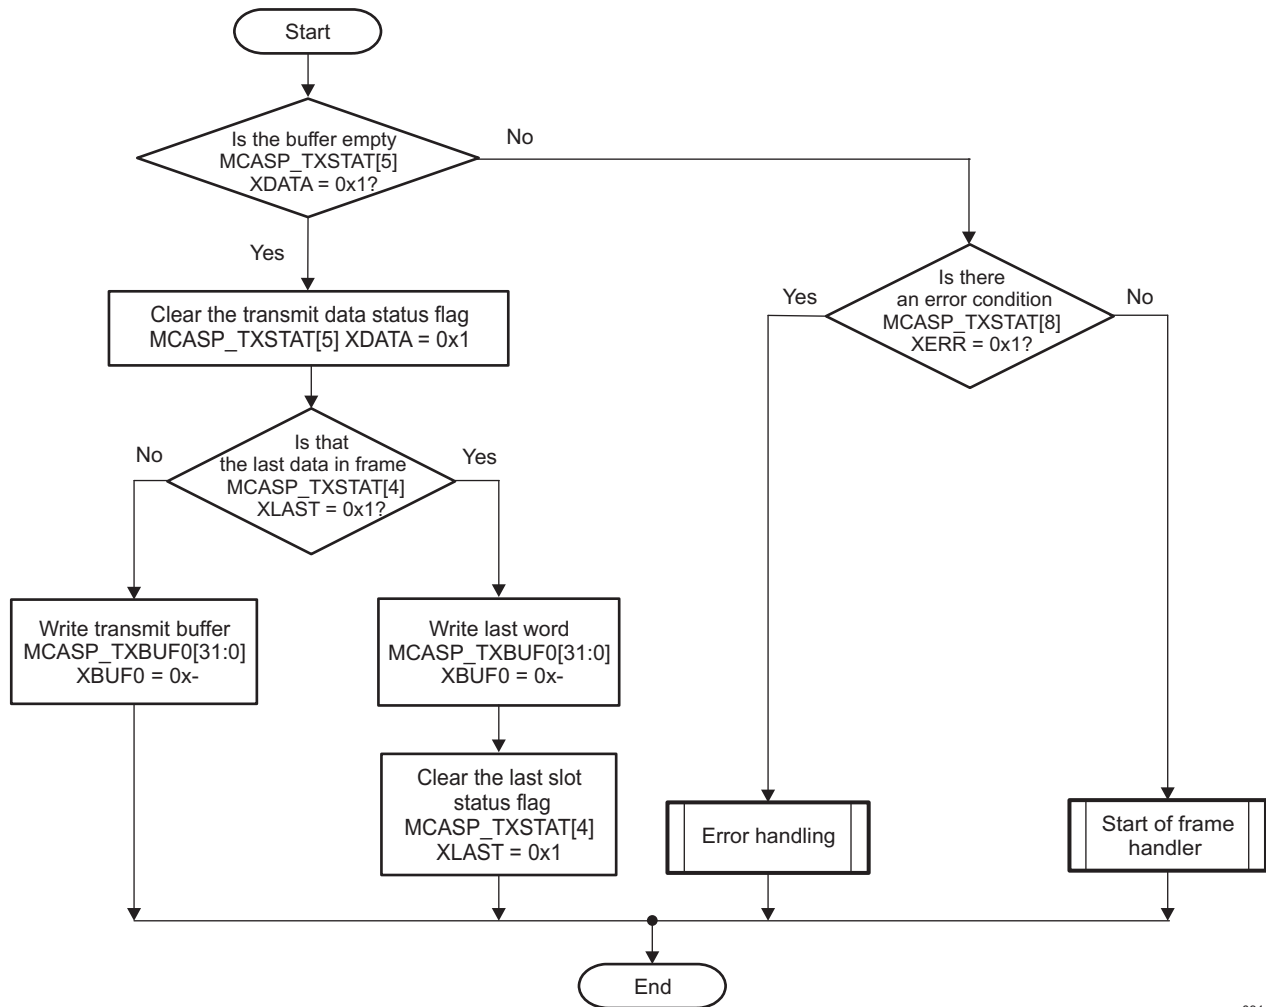 Start
Is the buffer empty
MCASP_TXSTAT[5]
XDATA = 0x1?
No
Yes
Clear the transmit data status flag
MCASP_TXSTAT[5] XDATA = 0x1
Is that
the last data in frame
MCASP_TXSTAT[4]
XLAST = 0x1?
No
Yes
Write transmit buffer
MCASP_TXBUF0[31:0]
XBUF0 = 0x-
Write last word
MCASP_TXBUF0[31:0]
XBUF0 = 0x-
Clear the last slot
status flag
MCASP_TXSTAT[4]
XLAST = 0x1
Is there
an error condition
MCASP_TXSTAT[8]
XERR = 0x1?
Yes
No
Error handling
Start of frame
handler
End